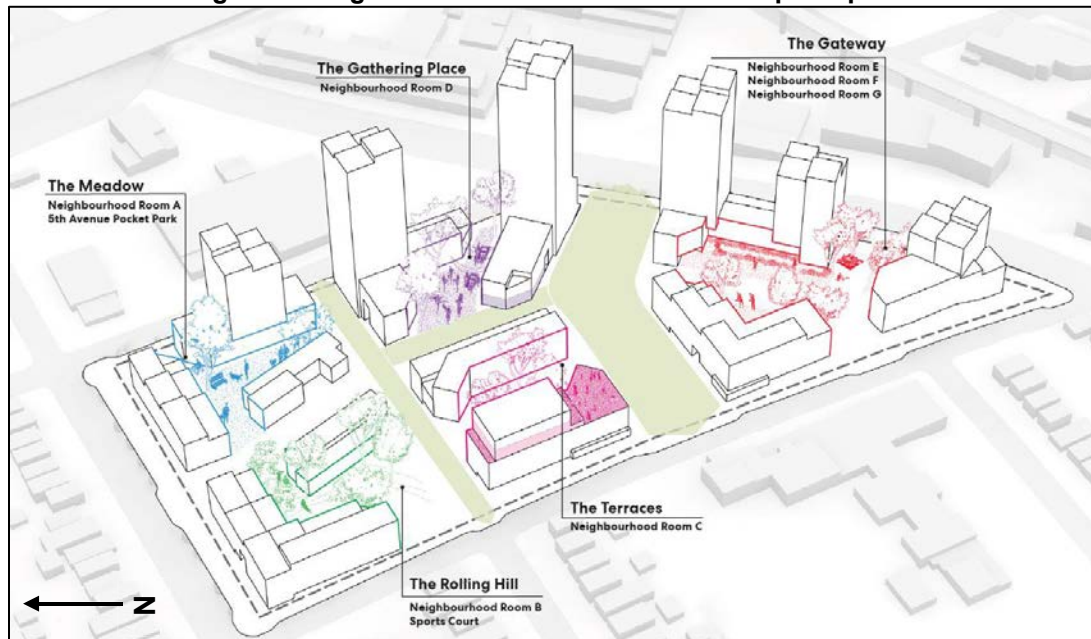 The Gateway
Neighbourhood Room E
Neighbourhood Room F
Neighbourhood Room G
The Gathering Place
Neighbourhood Room D
The Meadow
Neighbourhood Room A
5th Avenue Pocket Park
The Terraces
Neighbourhood Room C
The Rolling Hill
Neighbourhood Room B
Sports Court
N